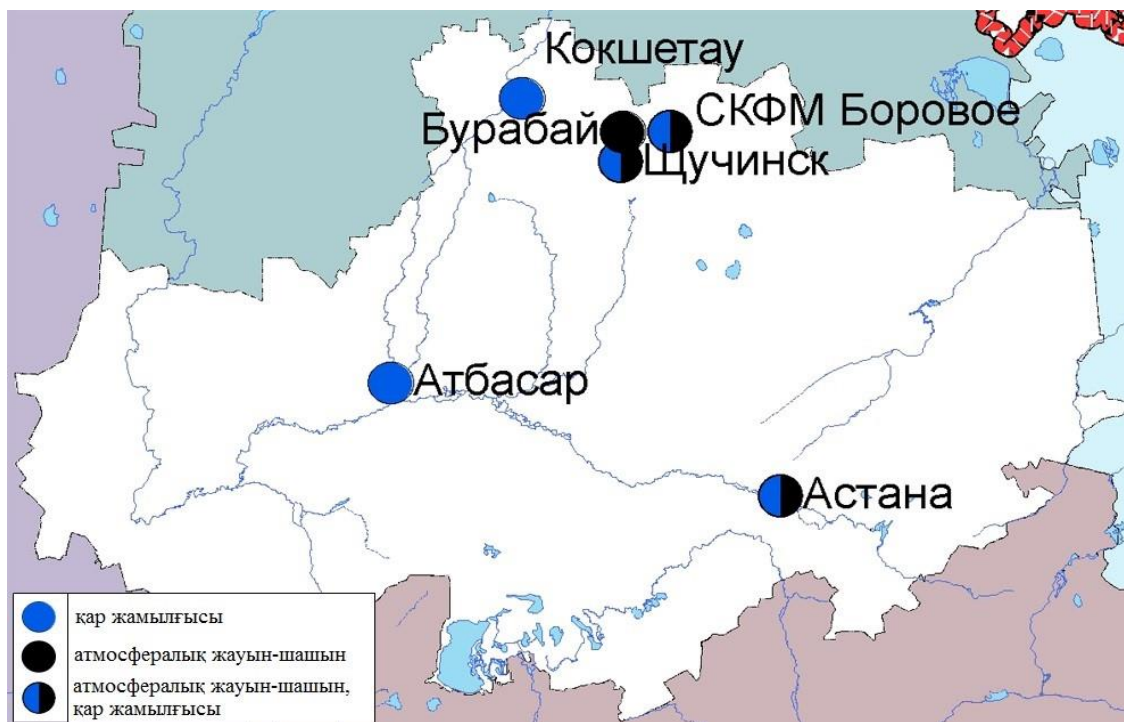 Кокшетау
СКФМ Боровое
Бурабай
Щучинск
Атбасар
Астана
қар жамылғысы
атмосфералық жауын-шашын
атмосфералық жауын-шашын,
қар жамылғысы